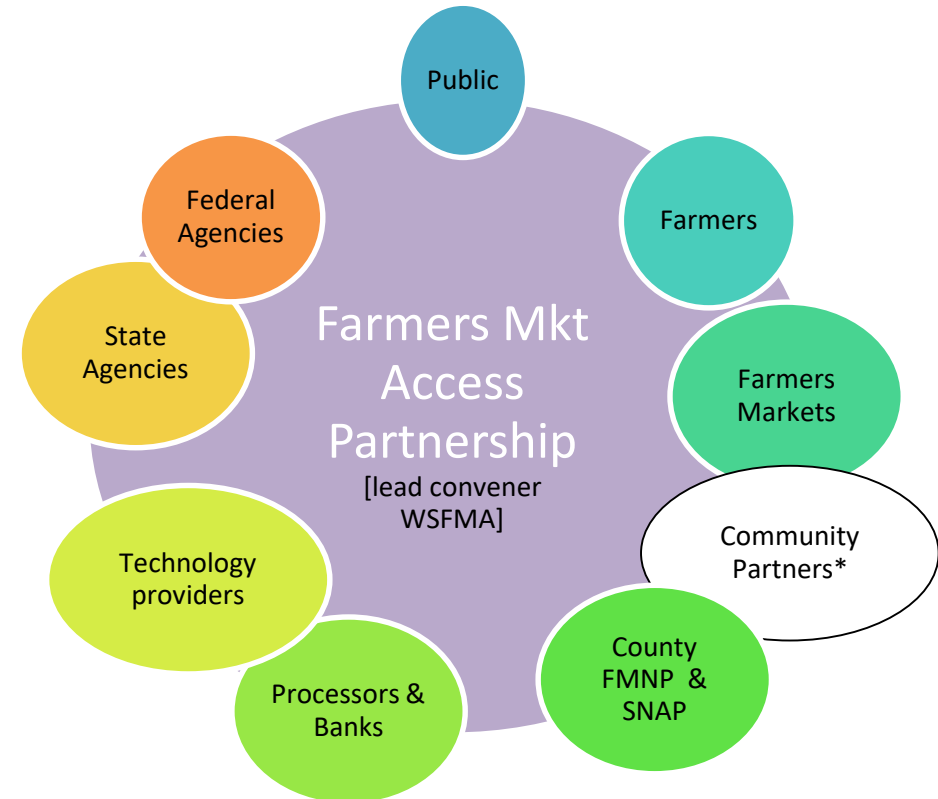 Public
Federal
Agencies
Farmers
State
Agencies
Farmers Mkt
Access
Partnership
[lead convener
WSFMA]
Farmers
Markets
Community
Partners*
Technology
providers
County
FMNP & 
SNAP
Processors &
Banks